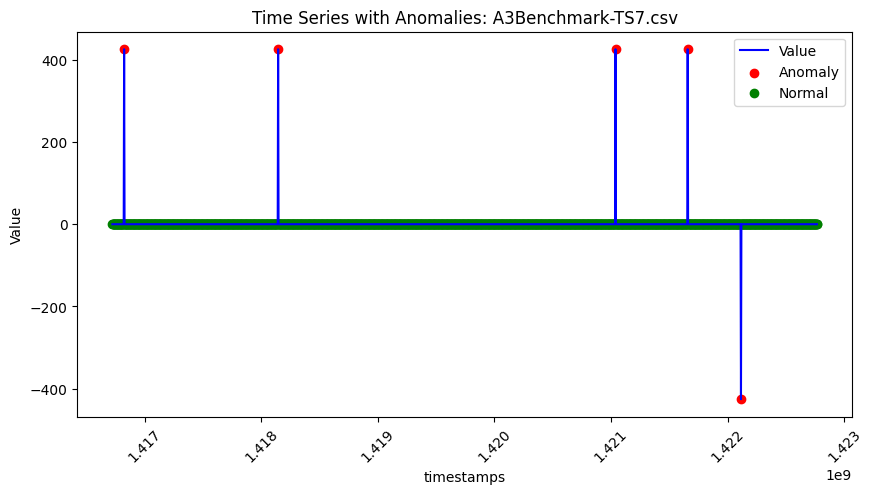 Time Series with Anomalies: A3Benchmark-TS7.csv
Value
Anomaly
Normal
400
200
0
−200
−400
Value
1.417
1.418
1.419
1.420
1.421
1.422
1.423
1e9
timestamps